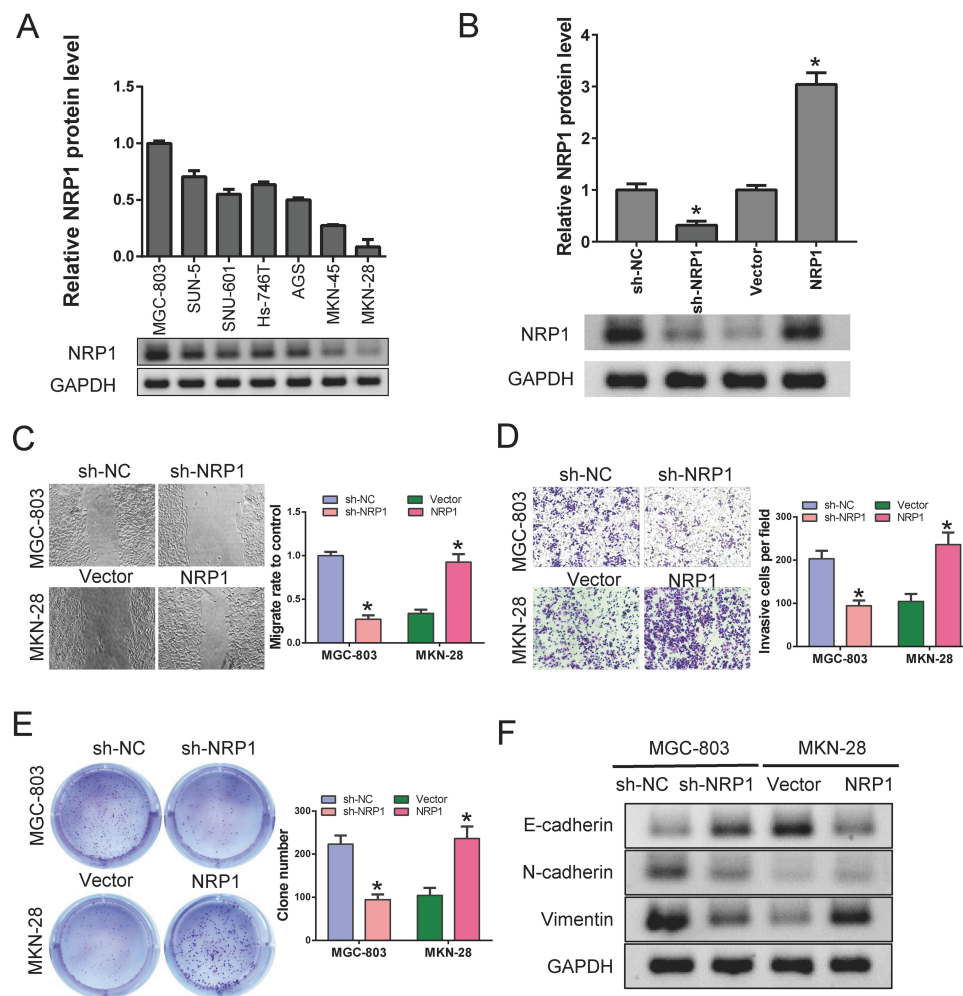 A
Relative NRP1 protein level
1.5
1.0
0.5
0.0
MGC-803
SUN-5
SNU-601
Hs-746T
AGS
MKN-45
MKN-28
NRP1
GAPDH
B
Relative NRP1 protein level
4
3
2
1
0
*
*
sh-NC
sh-NRP1
Vector
NRP1
NRP1
GAPDH
C
sh-NC sh-NRP1
MGC-803
Vector NRP1
MKN-28
sh-NC Vector
sh-NRP1 NRP1
Migrate rate to control
1.5
1.0
0.5
0.0
*
*
MGC-803 MKN-28
D
sh-NC sh-NRP1
MGC-803
Vector NRP1
MKN-28
sh-NC Vector
sh-NRP1 NRP1
Invasive cells per field
300
200
100
0
*
*
MGC-803 MKN-28
E
sh-NC sh-NRP1
MGC-803
Vector NRP1
MKN-28
sh-NC Vector
sh-NRP1 NRP1
Clone number
300
200
100
0
*
*
MGC-803 MKN-28
F
MGC-803 MKN-28
sh-NC sh-NRP1 Vector NRP1
E-cadherin
N-cadherin
Vimentin
GAPDH